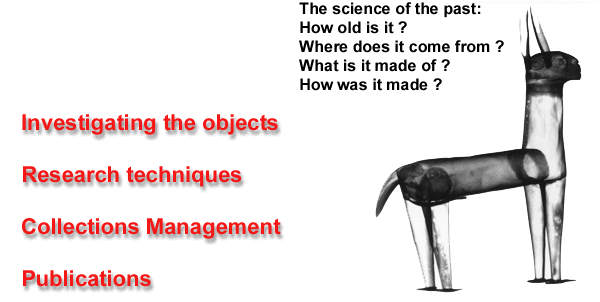 The science of the past:
How old is it ?
Where does it come from ?
What is it made of ?
How was it made ?
Investigating the objects
Research techniques
Collections Management
Publications